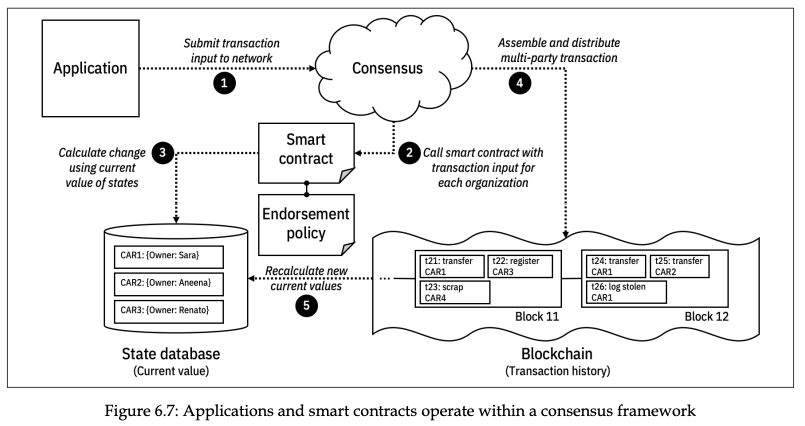 Application
Submit transaction
input to network
1
Consensus
Assemble and distribute
multi-party transaction
4
Smart
contract
2
Call smart contract with
transaction input for
each organization
3
Calculate change
using current
value of states
Endorsement
policy
CAR1: {Owner: Sara}
CAR2: {Owner: Aneena}
CAR3: {Owner: Renato}
State database
(Current value)
Recalculate new
current values
5
...
t21: transfer
CAR1
t22: register
CAR3
t23: scrap
CAR4
Block 11
t24: transfer
CAR1
t25: transfer
CAR2
t26: log stolen
CAR1
Block 12
Blockchain
(Transaction history)
Figure 6.7: Applications and smart contracts operate within a consensus framework